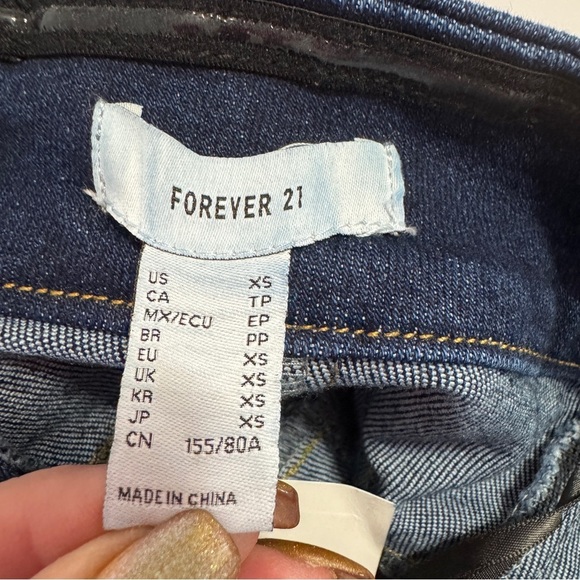 FOREVER 21
US XS
CA TP
MX/ECU EP
BR PP
EU XS
UK XS
KR XS
JP XS
CN 155/80A
MADE IN CHINA